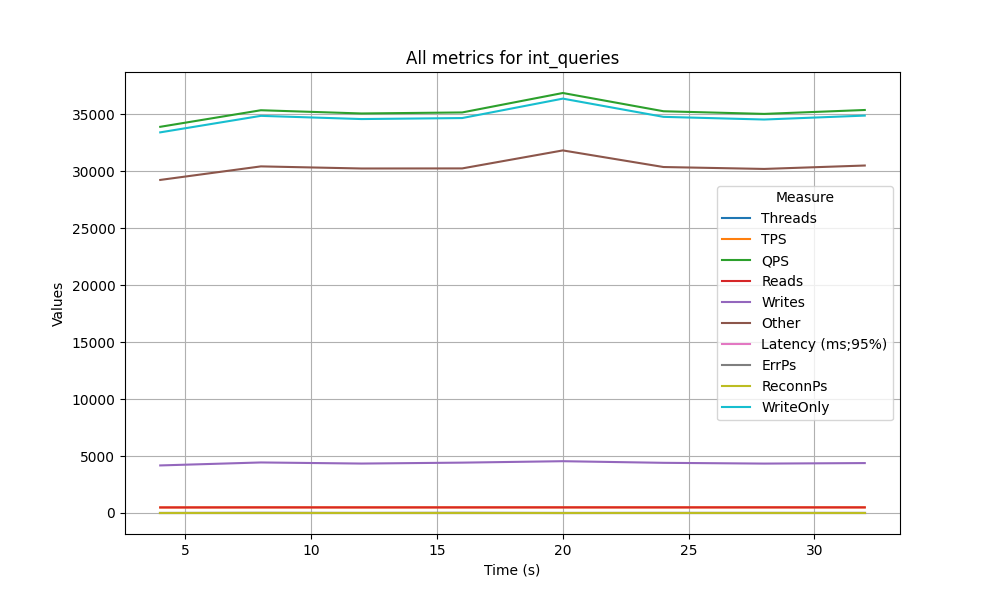 All metrics for int_queries
Values
35000
30000
25000
20000
15000
10000
5000
0
Measure
Threads
TPS
QPS
Reads
Writes
Other
Latency (ms;95%)
ErrPs
ReconnPs
WriteOnly
5 10 15 20 25 30
Time (s)